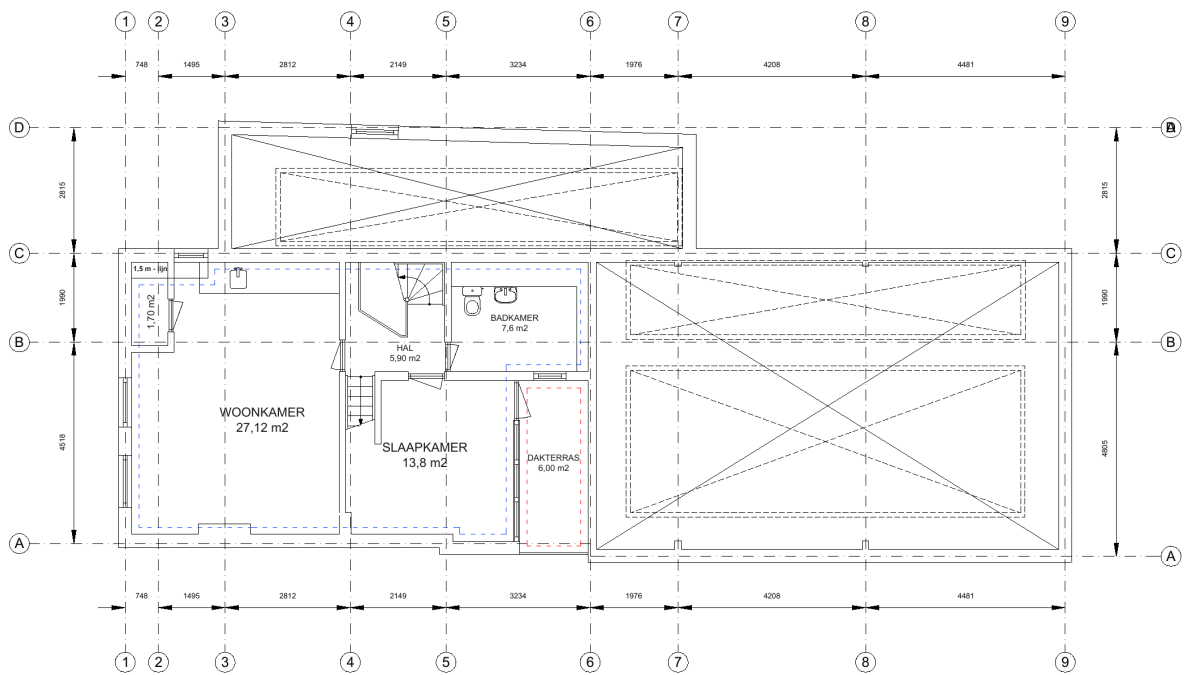 1 2 3 4 5 6 7 8 9
748 1495 2812 2149 3234 1976 4208 4481
D D
A
2815 2815
C C
1,5 m - lijn
1990 1990
1,70 m2
BADKAMER
7,6 m2
B B
HAL
5,90 m2
WOONKAMER
27,12 m2
4518 4805
SLAAPKAMER
13,8 m2
DAKTERRAS
6,00 m2
A A
748 1495 2812 2149 3234 1976 4208 4481
1 2 3 4 5 6 7 8 9